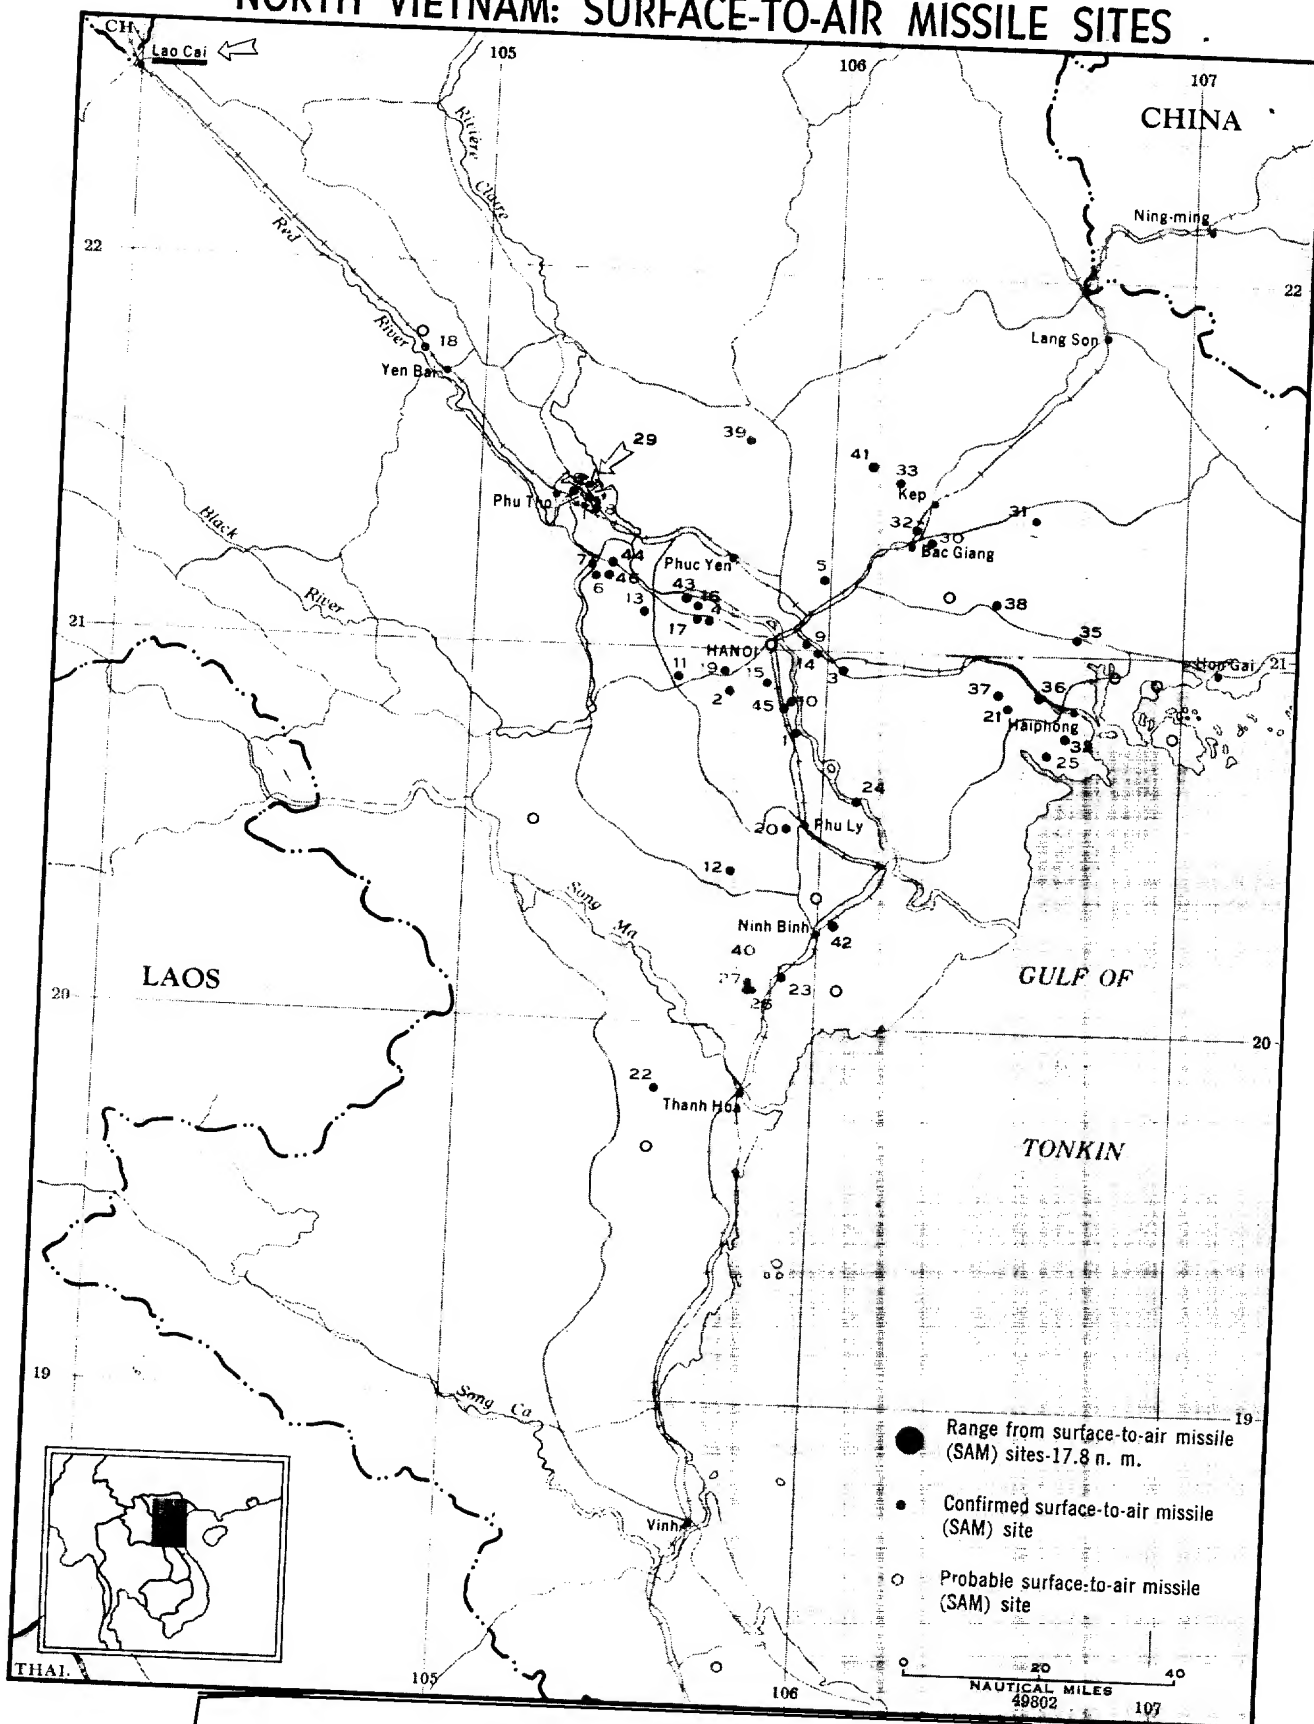 NORTH VIETNAM: SURFACE-TO-AIR MISSILE SITES
CH.
Lao Cai
105
106
107
CHINA
Rivière Claire
Red River
Ning-ming
22
22
18
Yen Bai
Lang Son
39
29
41
33
Kep
Phu Tho
31
32
30
Bac Giang
Black River
7
44
6
46
Phuc Yen
5
43
16
13
4
17
38
35
21
HANOI
9
14
3
Hon Gai
21
11
19
15
2
45
10
1
37
36
21
Haiphong
25
24
20
Phu Ly
12
Song Ma
Ninh Binh
42
40
27
26
23
LAOS
GULF OF
20
20
22
Thanh Hoa
TONKIN
19
19
Song Ca
Vinh
Range from surface-to-air missile
(SAM) sites-17.8 n. m.
Confirmed surface-to-air missile
(SAM) site
Probable surface-to-air missile
(SAM) site
0 20 40
NAUTICAL MILES
49802
THAI.
105
106
107